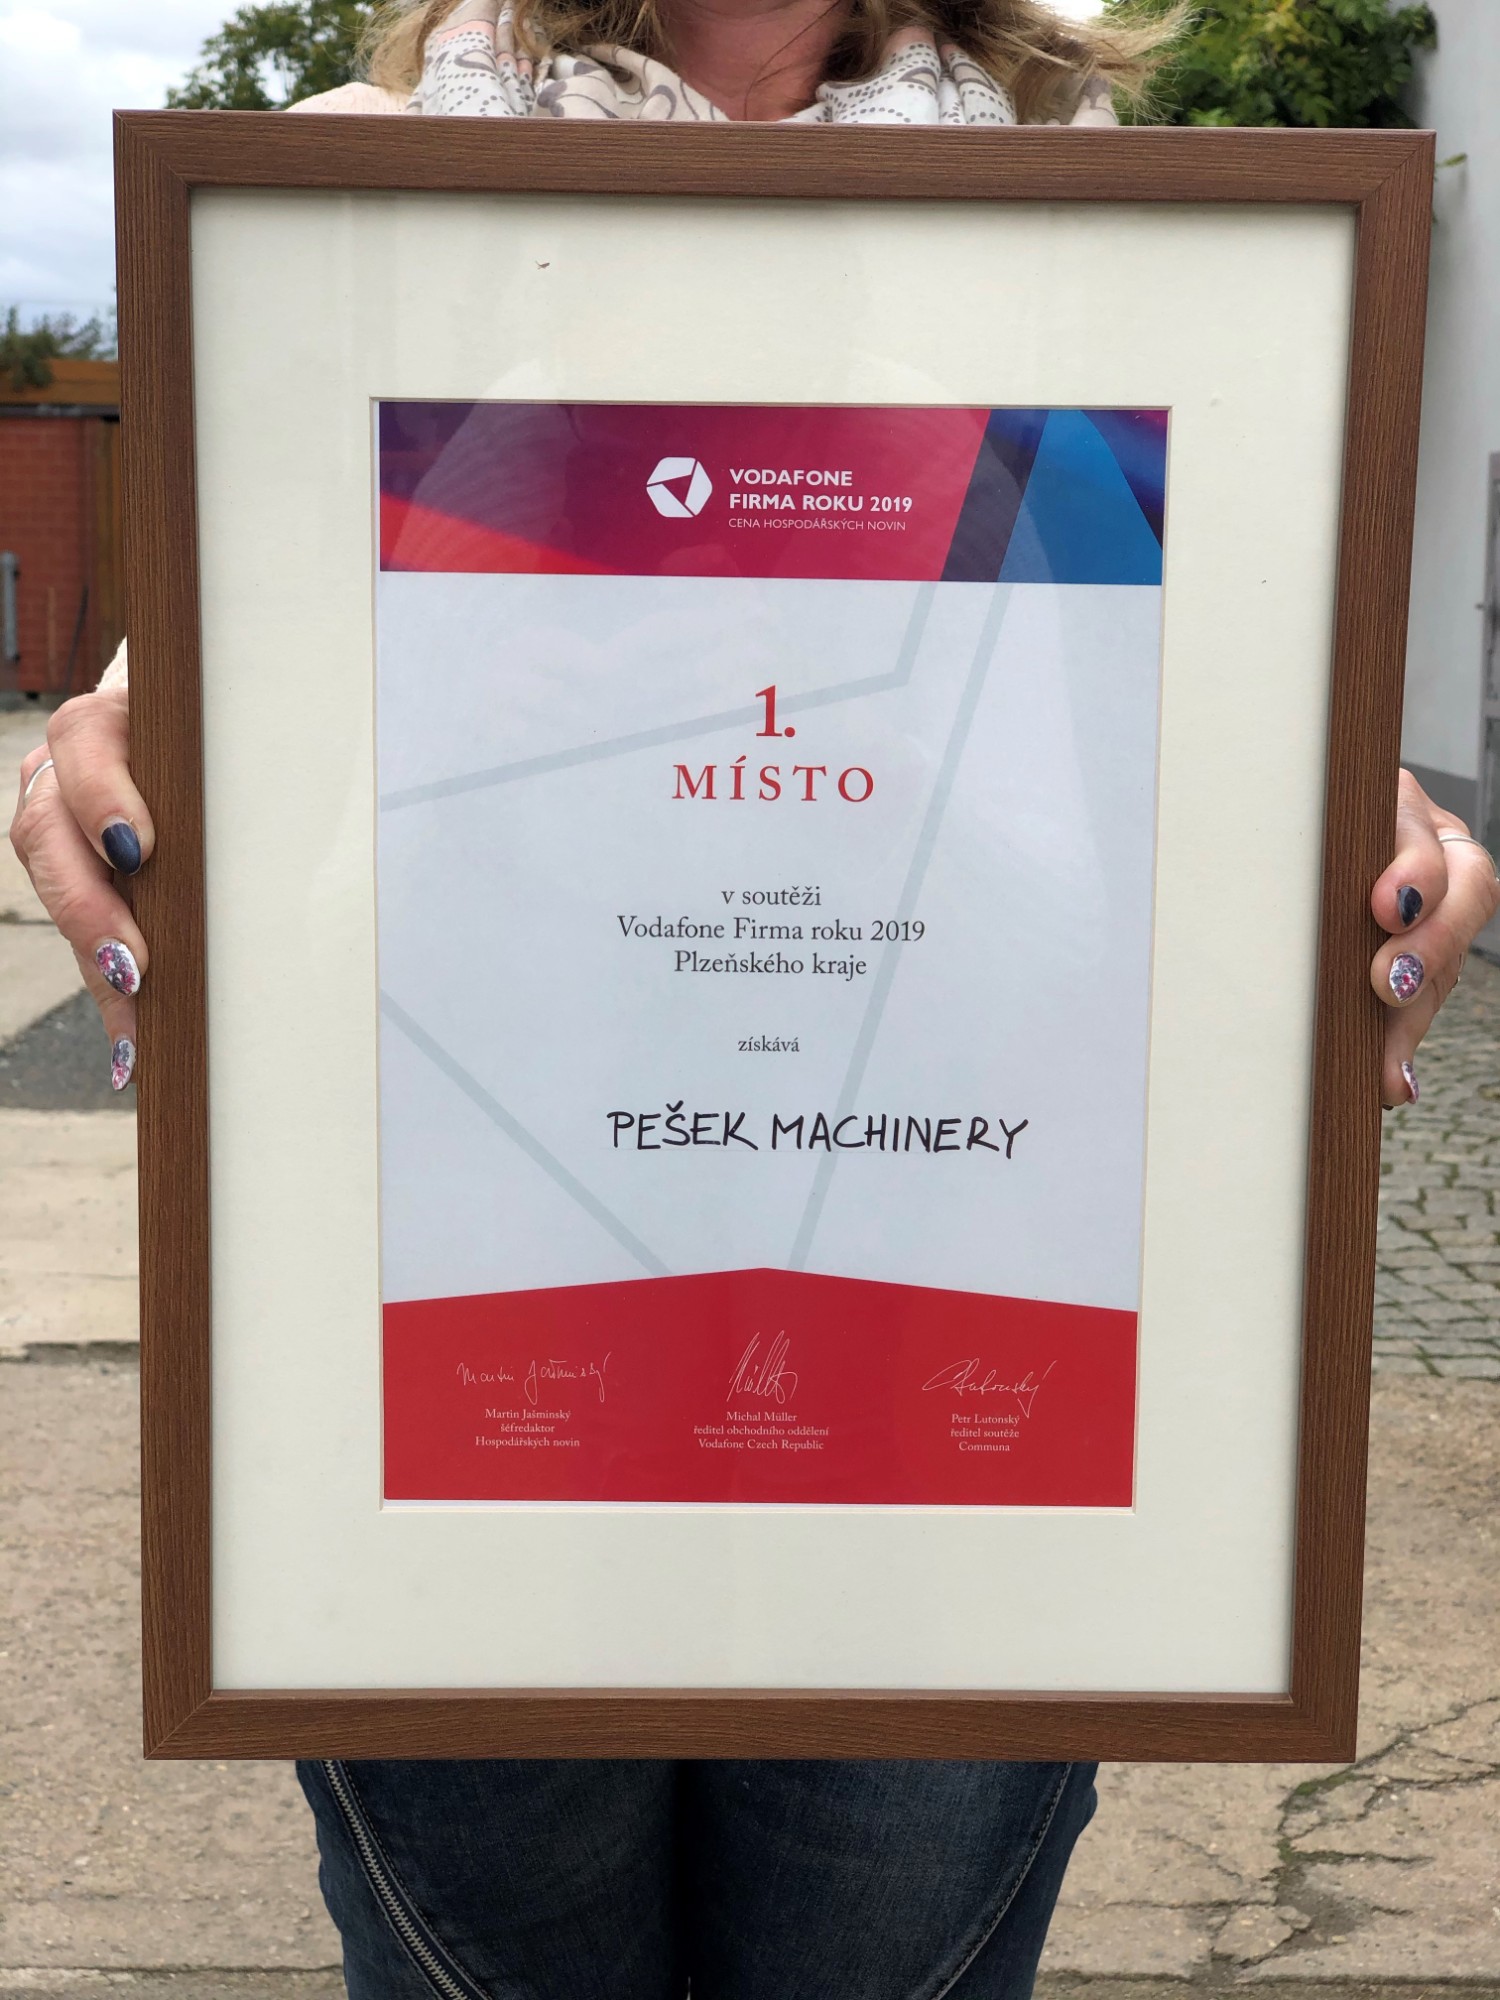 VODAFONE
FIRMA ROKU 2019
CENA HOSPODÁŘSKÝCH NOVIN
1.
MÍSTO
v soutěži
Vodafone Firma roku 2019
Plzeňského kraje
získává
PEŠEK MACHINERY
Martin Jašminský
šéfredaktor
Hospodářských novin
Michal Müller
ředitel obchodního oddělení
Vodafone Czech Republic
Petr Lutonský
ředitel soutěže
Communa